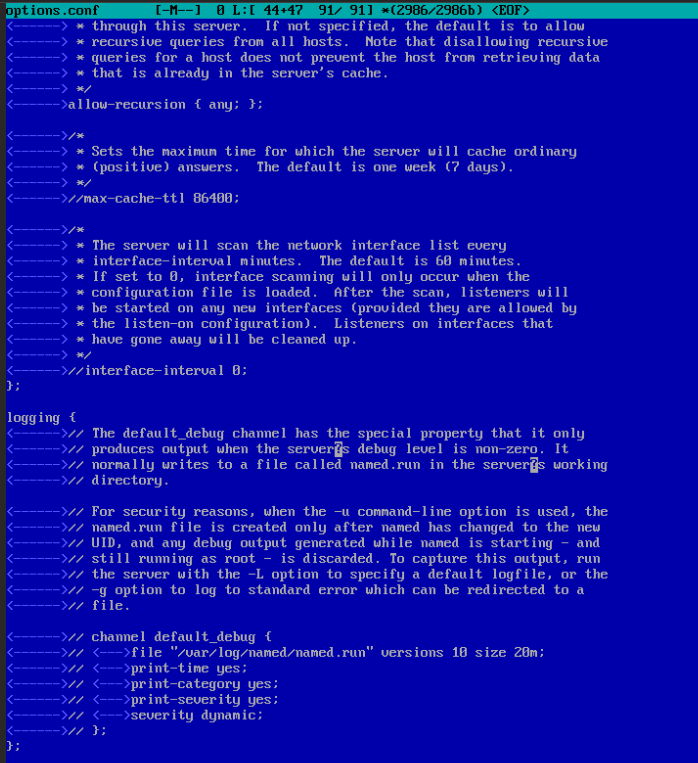 options.conf [-M--] 0 L:[ 44+47 91/ 91] *(2986/2986b) <EOF>
<------> * through this server. If not specified, the default is to allow
<------> * recursive queries from all hosts. Note that disallowing recursive
<------> * queries for a host does not prevent the host from retrieving data
<------> * that is already in the server's cache.
<------> */
<------>allow-recursion { any; };
<------>/*
<------> * Sets the maximum time for which the server will cache ordinary
<------> * (positive) answers. The default is one week (7 days).
<------> */
<------>//max-cache-ttl 86400;
<------>/*
<------> * The server will scan the network interface list every
<------> * interface-interval minutes. The default is 60 minutes.
<------> * If set to 0, interface scanning will only occur when the
<------> * configuration file is loaded. After the scan, listeners will
<------> * be started on any new interfaces (provided they are allowed by
<------> * the listen-on configuration). Listeners on interfaces that
<------> * have gone away will be cleaned up.
<------> */
<------>//interface-interval 0;
};
logging {
<------>// The default_debug channel has the special property that it only
<------>// produces output when the server?s debug level is non-zero. It
<------>// normally writes to a file called named.run in the server?s working
<------>// directory.
<------>// For security reasons, when the -u command-line option is used, the
<------>// named.run file is created only after named has changed to the new
<------>// UID, and any debug output generated while named is starting - and
<------>// still running as root - is discarded. To capture this output, run
<------>// the server with the -L option to specify a default logfile, or the
<------>// -g option to log to standard error which can be redirected to a
<------>// file.
<------>// channel default_debug {
<------>// <--->file "/var/log/named/named.run" versions 10 size 20m;
<------>// <--->print-time yes;
<------>// <--->print-category yes;
<------>// <--->print-severity yes;
<------>// <--->severity dynamic;
<------>// };
};